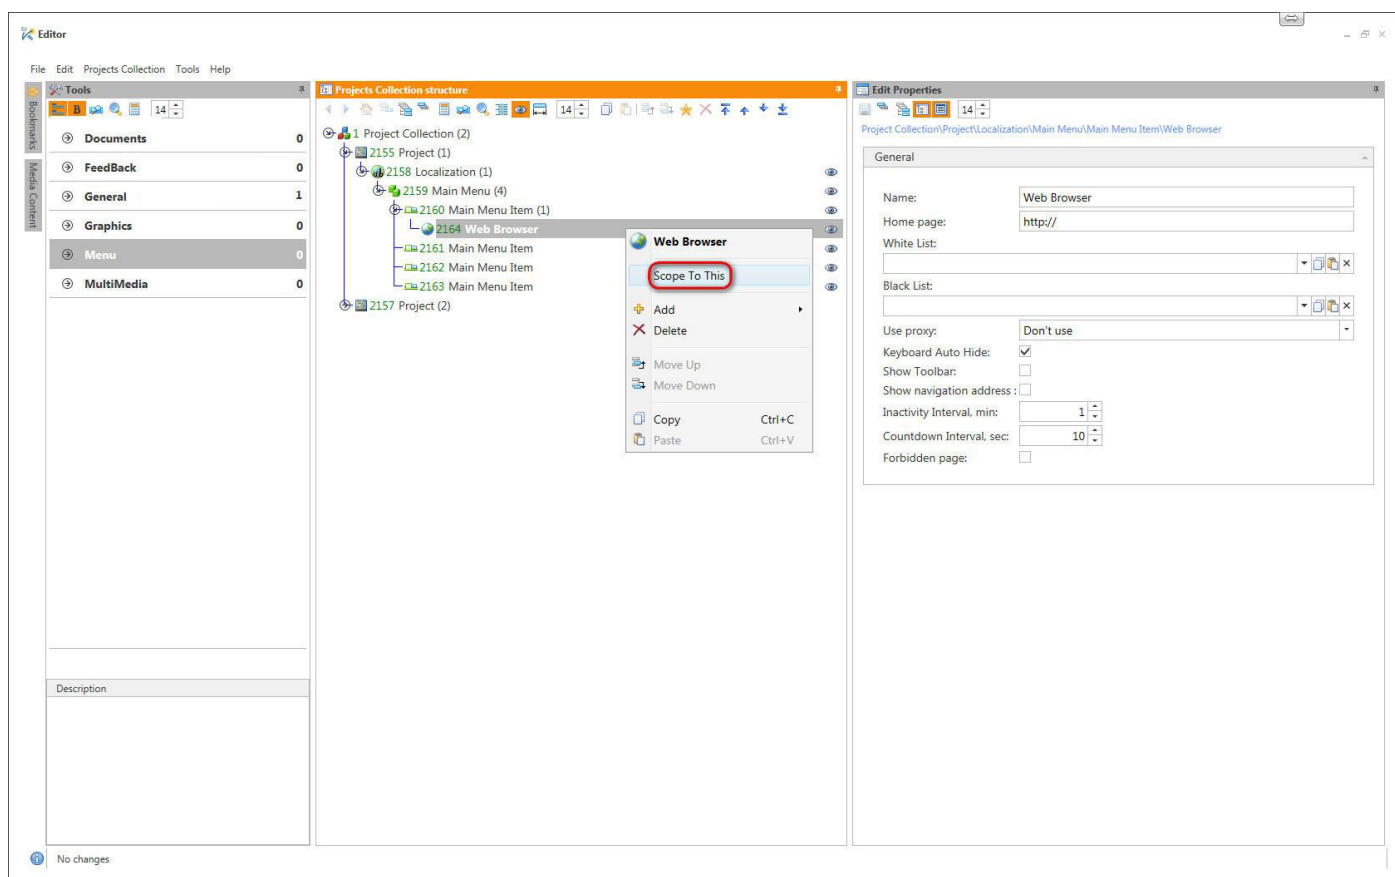 Editor
File Edit Projects Collection Tools Help
Bookmarks
Media Content
Tools
B 14
Documents 0
FeedBack 0
General 1
Graphics 0
Menu 0
MultiMedia 0
Description
Projects Collection structure
14
1 Project Collection (2)
2155 Project (1)
2158 Localization (1)
2159 Main Menu (4)
2160 Main Menu Item (1)
2164 Web Browser
2161 Main Menu Item
2162 Main Menu Item
2163 Main Menu Item
2157 Project (2)
Web Browser
Scope To This
Add
Delete
Move Up
Move Down
Copy Ctrl+C
Paste Ctrl+V
Edit Properties
14
Project Collection\Project\Localization\Main Menu\Main Menu Item\Web Browser
General
Name: Web Browser
Home page: http://
White List:
Black List:
Use proxy: Don't use
Keyboard Auto Hide:
Show Toolbar:
Show navigation address :
Inactivity Interval, min: 1
Countdown Interval, sec: 10
Forbidden page:
No changes